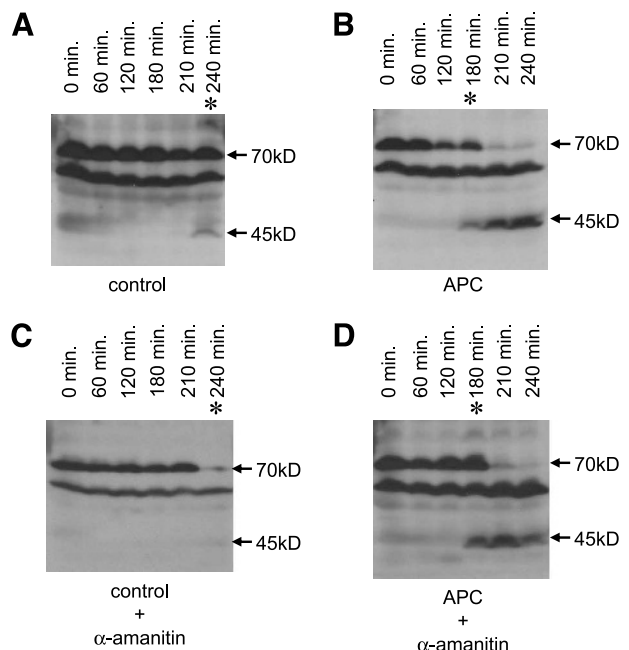 A
0 min.
60 min.
120 min.
180 min.
210 min.
*240 min.
70kD
45kD
control
B
0 min.
60 min.
120 min.
*180 min.
210 min.
240 min.
70kD
45kD
APC
C
0 min.
60 min.
120 min.
180 min.
210 min.
*240 min.
70kD
45kD
control
+
α-amanitin
D
0 min.
60 min.
120 min.
*180 min.
210 min.
240 min.
70kD
45kD
APC
+
α-amanitin